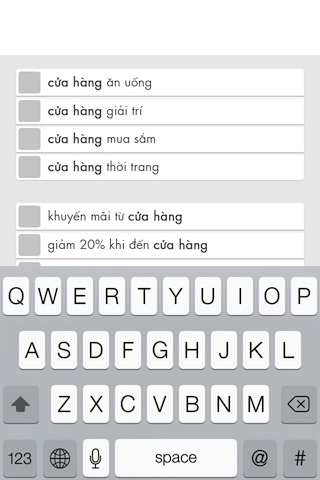 cửa hàng ăn uống
cửa hàng giải trí
cửa hàng mua sắm
cửa hàng thời trang
khuyến mãi từ cửa hàng
giảm 20% khi đến cửa hàng
Q W E R T Y U I O P
A S D F G H J K L
Z X C V B N M
123 space @ #